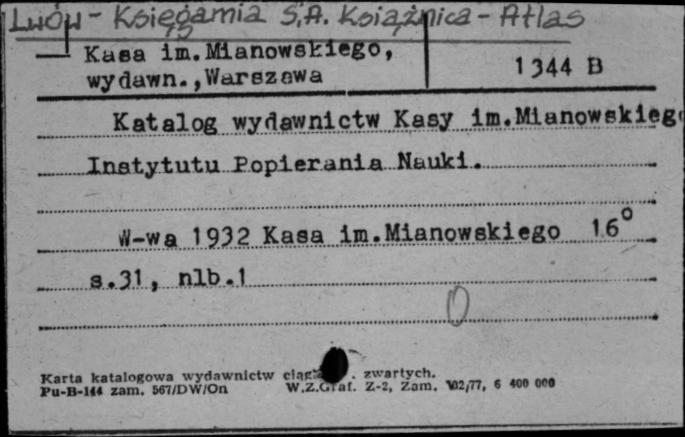 Lwów - Księgarnia S.A. Książnica - Atlas
Kasa im.Mianowskiego,
wydawn.,Warszawa
1344 B
Katalog wydawnictw Kasy im.Mianowskieg
Instytutu Popierania Nauki.
W-wa 1932 Kasa im.Mianowskiego 16°
s.31, nlb.1
Karta katalogowa wydawnictw zwartych.
Pu-B-144 zam. 567/DW/On W.Z.Graf. Z-2, Zam. 102/77, 6 400 000